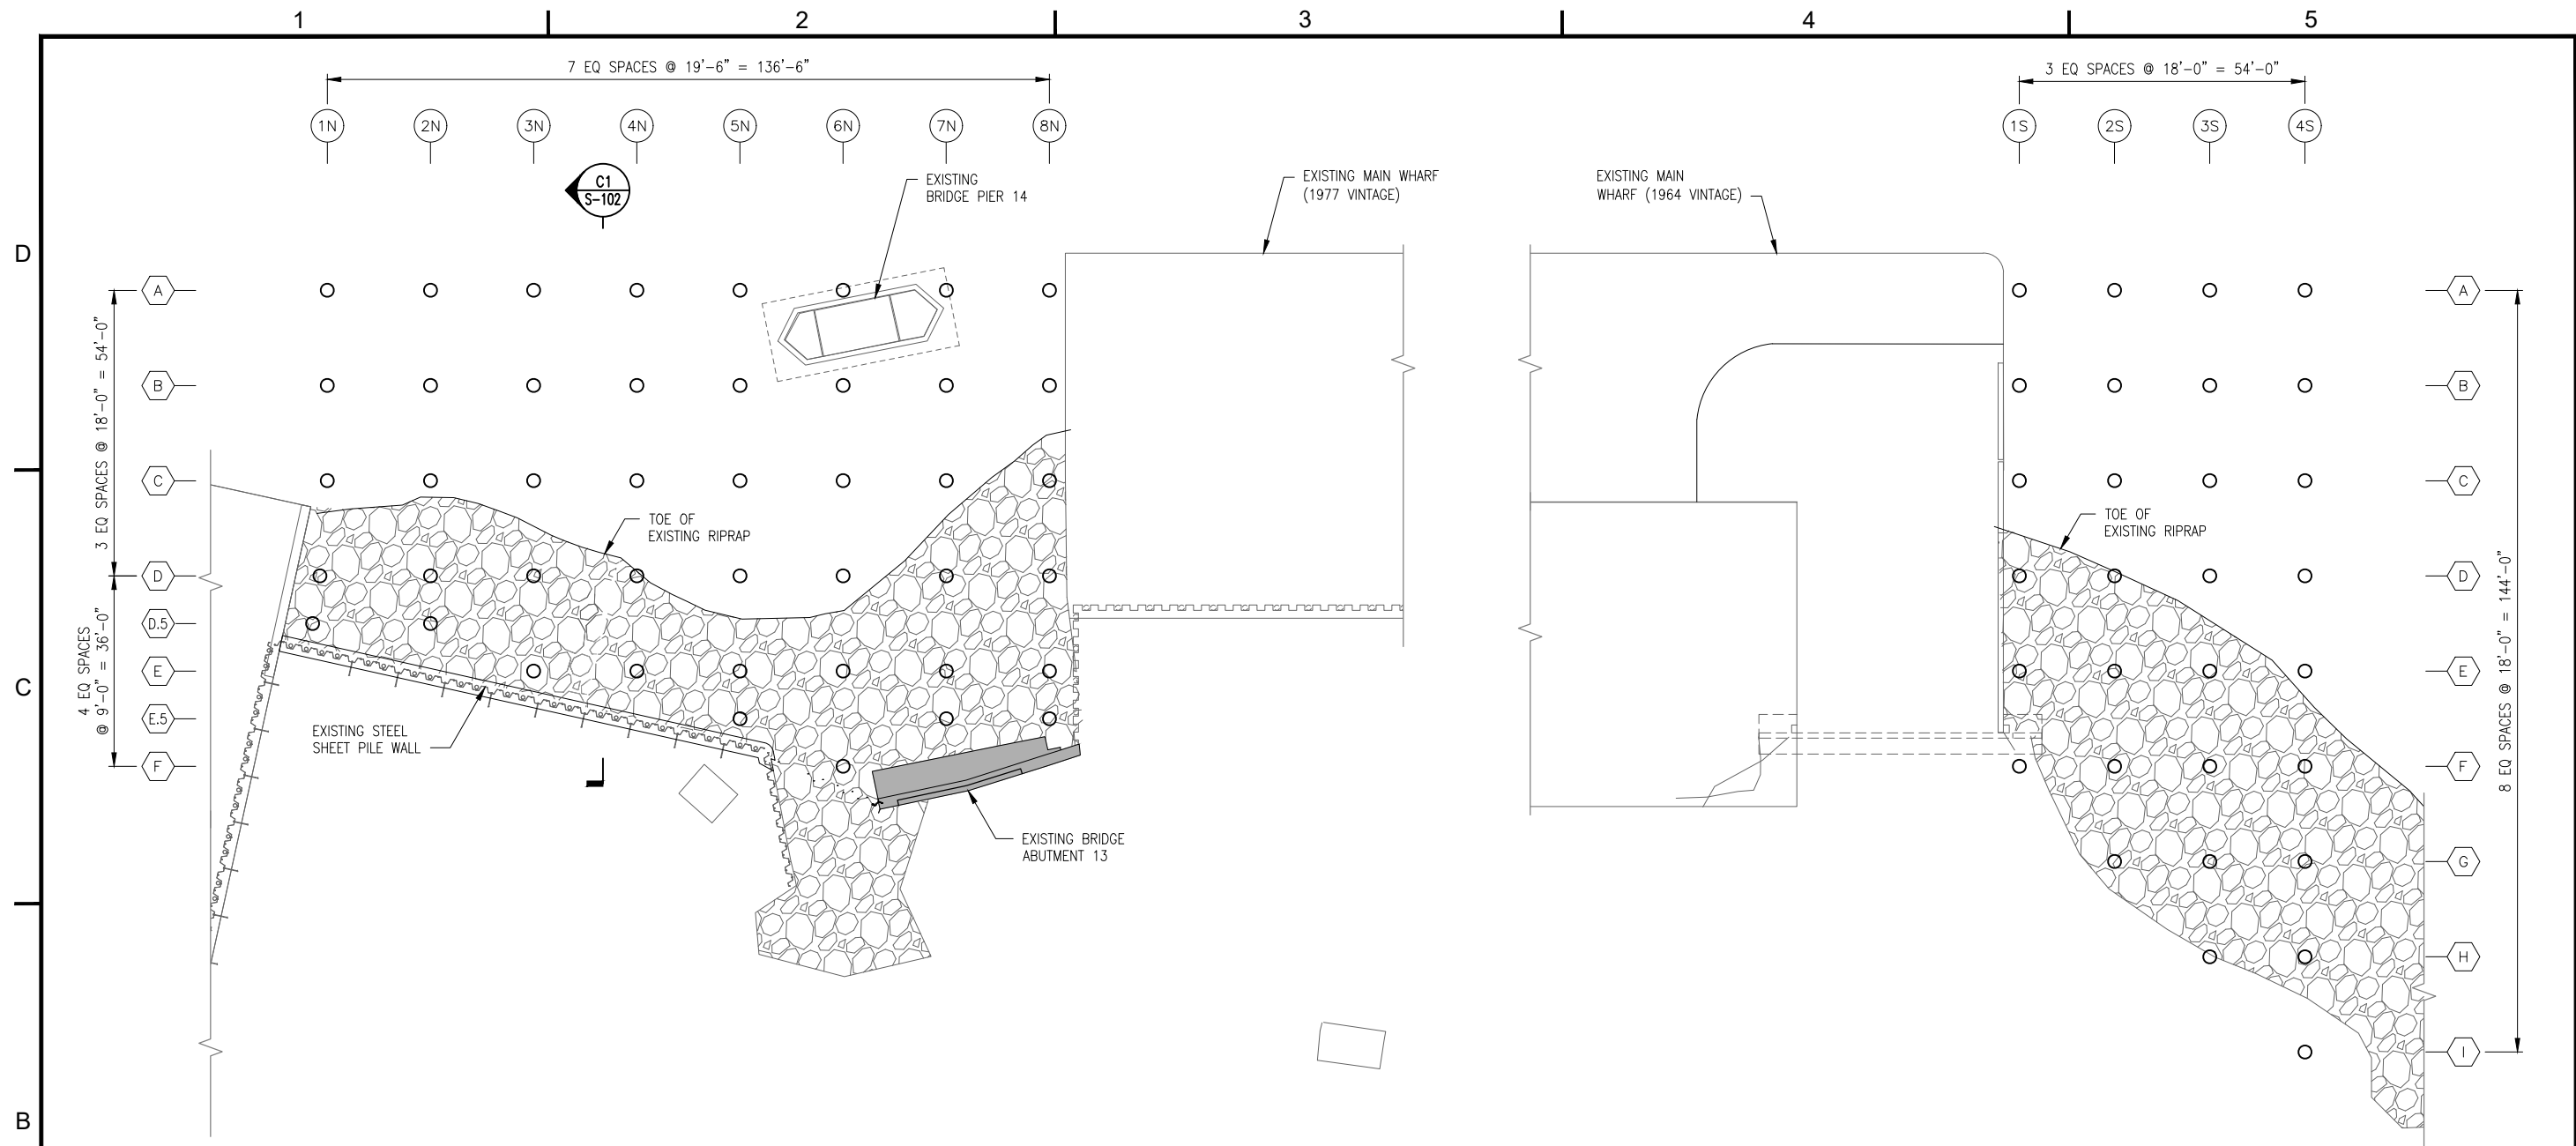 1 2 3 4 5
7 EQ SPACES @ 19'-6" = 136'-6"
3 EQ SPACES @ 18'-0" = 54'-0"
1N 2N 3N 4N 5N 6N 7N 8N
1S 2S 3S 4S
C1
S-102
EXISTING
BRIDGE PIER 14
EXISTING MAIN WHARF
(1977 VINTAGE)
EXISTING MAIN
WHARF (1964 VINTAGE)
D
A
B
C
D
D.5
E
E.5
F
3 EQ SPACES @ 18'-0" = 54'-0"
4 EQ SPACES
@ 9'-0" = 36'-0"
TOE OF
EXISTING RIPRAP
TOE OF
EXISTING RIPRAP
C
EXISTING STEEL
SHEET PILE WALL
EXISTING BRIDGE
ABUTMENT 13
A
B
C
D
E
F
G
H
I
8 EQ SPACES @ 18'-0" = 144'-0"
B